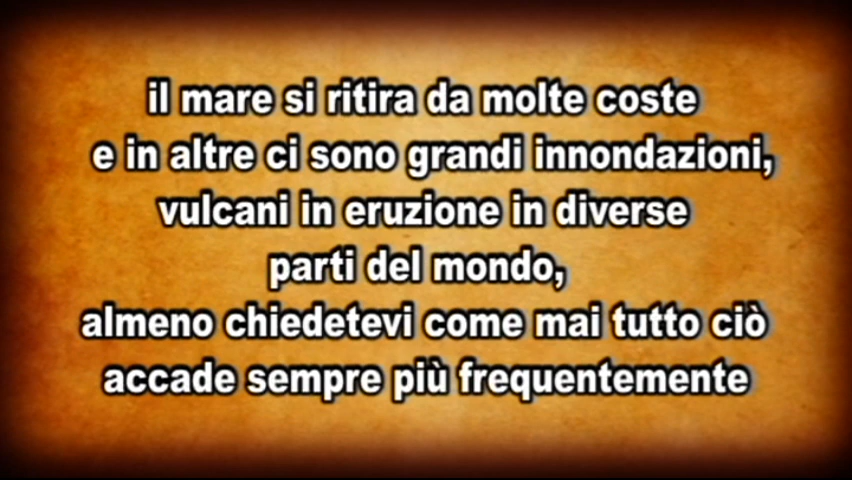 il mare si ritira da molte coste
e in altre ci sono grandi innondazioni,
vulcani in eruzione in diverse
parti del mondo,
almeno chiedetevi come mai tutto ciò
accade sempre più frequentemente